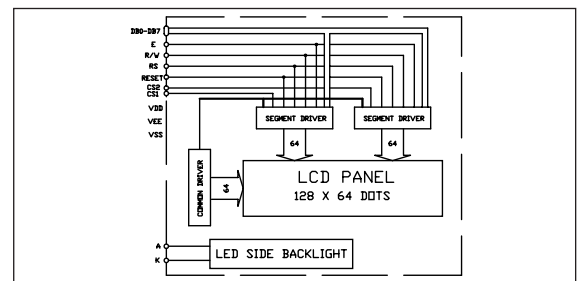 DB0-DB7
E
R/W
RS
RESET
CS2
CS1
VDD
VEE
VSS
SEGMENT DRIVER
SEGMENT DRIVER
64
64
COMMON DRIVER
64
LCD PANEL
128 X 64 DOTS
A
K
LED SIDE BACKLIGHT